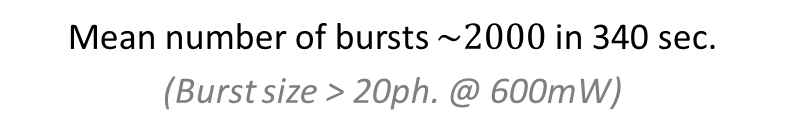 Mean number of bursts ~2000 in 340 sec.
(Burst size > 20ph. @ 600mW)